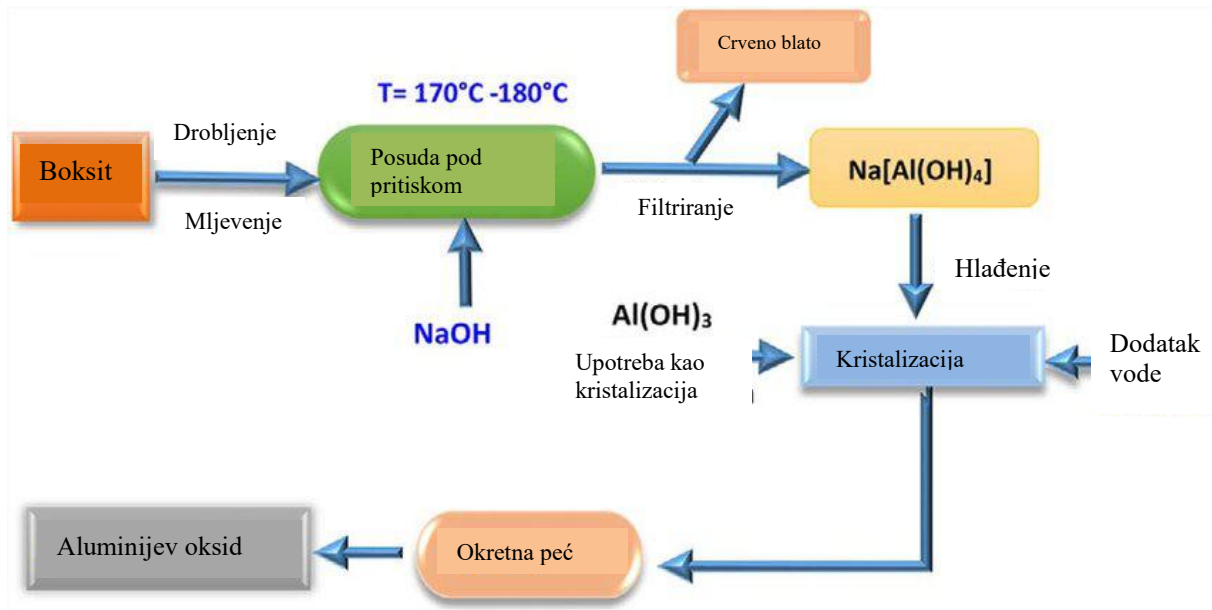 Crveno blato
T= 170°C -180°C
Drobljenje
Boksit
Posuda pod
pritiskom
Na[Al(OH)₄]
Mljevenje
Filtriranje
Hlađenje
NaOH
Al(OH)₃
Upotreba kao
kristalizacija
Kristalizacija
Dodatak
vode
Aluminijev oksid
Okretna peć